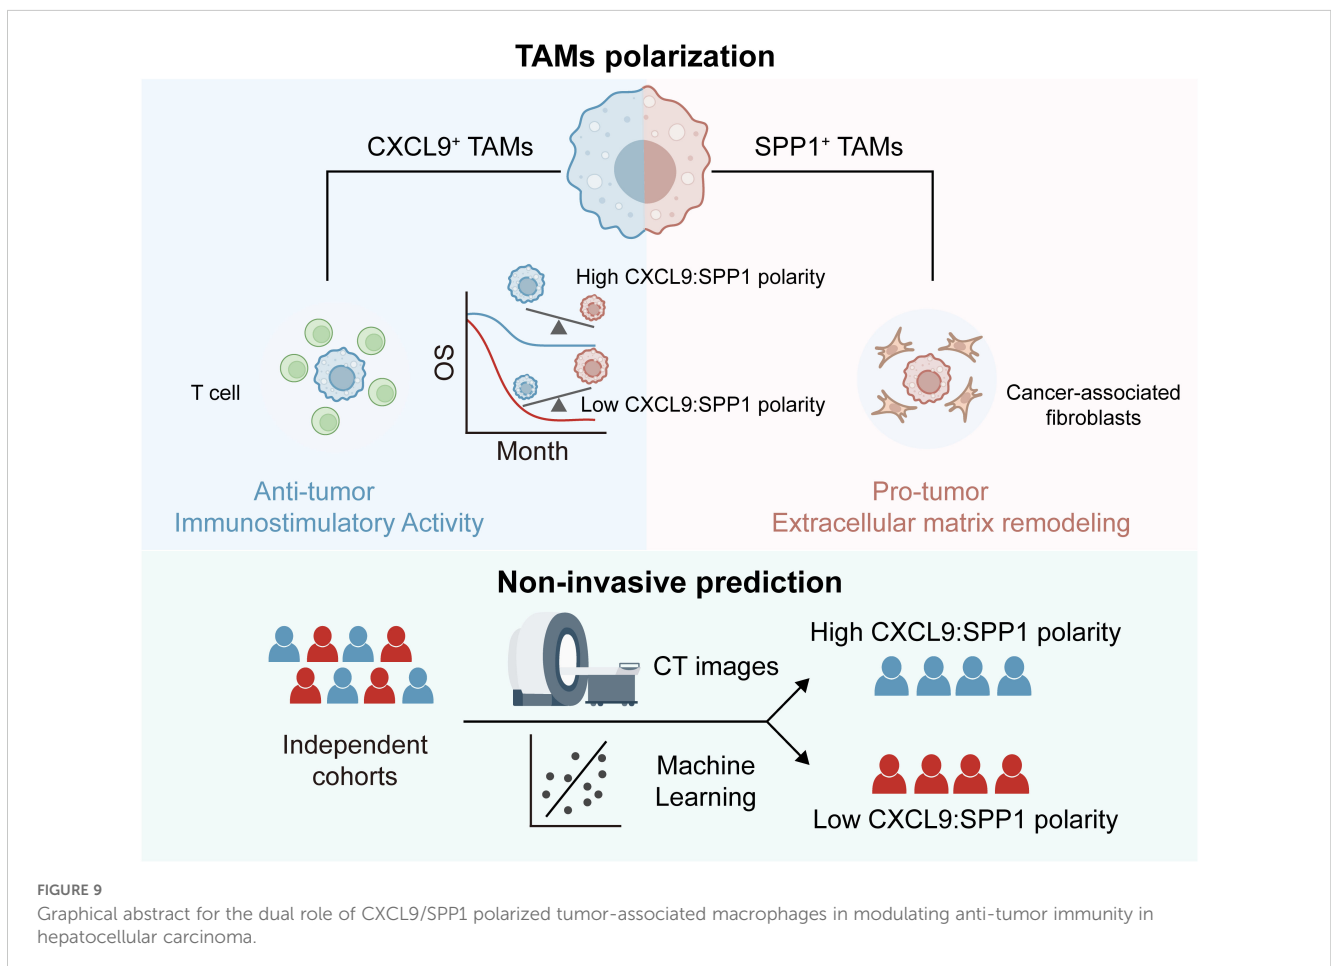 TAMs polarization
CXCL9⁺ TAMs
SPP1⁺ TAMs
High CXCL9:SPP1 polarity
OS
Low CXCL9:SPP1 polarity
Month
T cell
Cancer-associated
fibroblasts
Anti-tumor
Immunostimulatory Activity
Pro-tumor
Extracellular matrix remodeling
Non-invasive prediction
Independent
cohorts
CT images
Machine
Learning
High CXCL9:SPP1 polarity
Low CXCL9:SPP1 polarity
FIGURE 9
Graphical abstract for the dual role of CXCL9/SPP1 polarized tumor-associated macrophages in modulating anti-tumor immunity in
hepatocellular carcinoma.